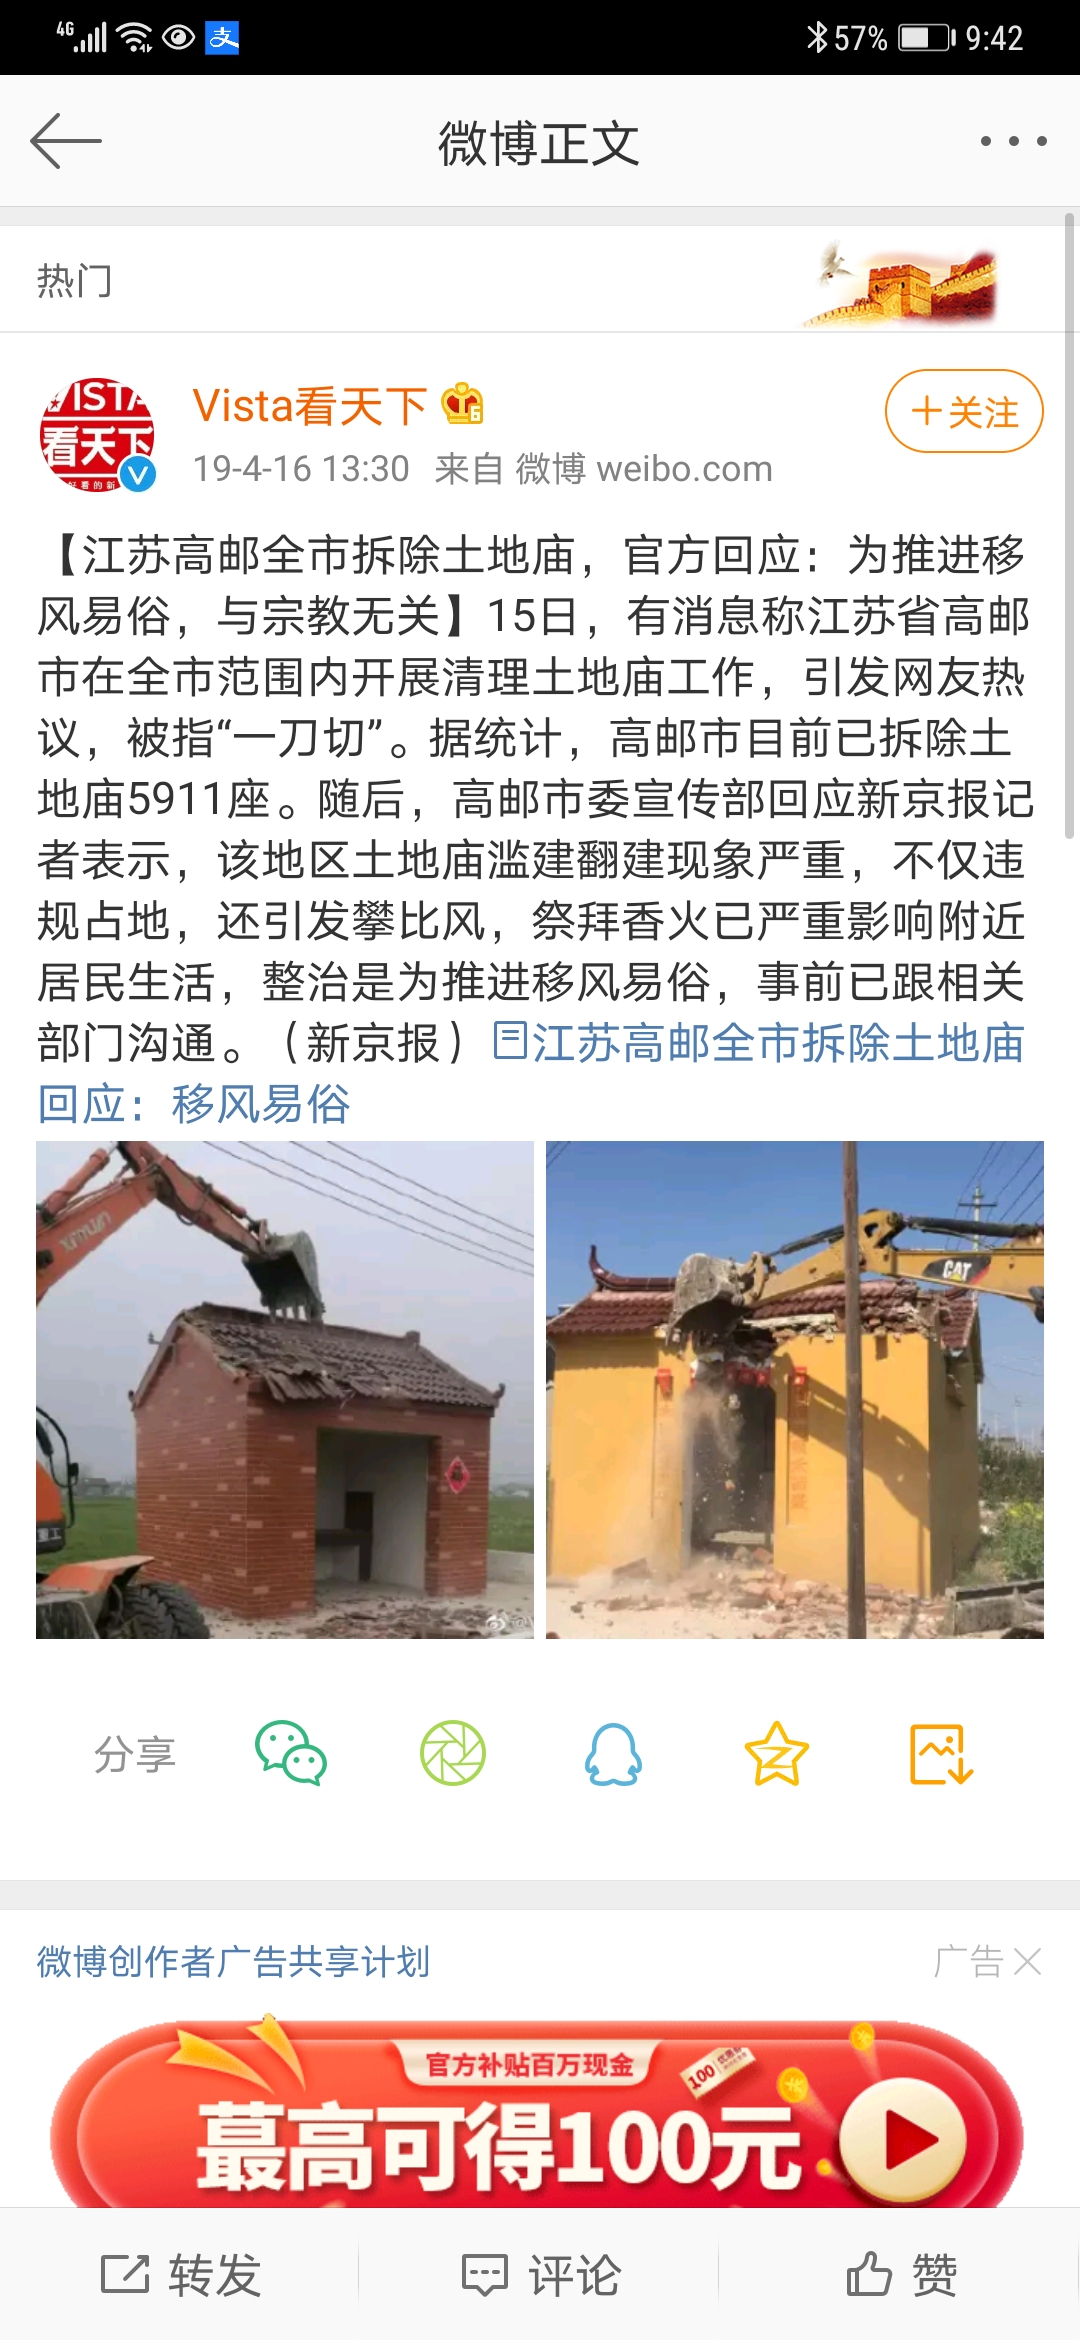 4G
支
57%
9:42
微博正文
热门
VISTA
看天下
好看的新
V
Vista看天下
+关注
19-4-16 13:30 来自 微博 weibo.com
【江苏高邮全市拆除土地庙，官方回应：为推进移
风易俗，与宗教无关】15日，有消息称江苏省高邮
市在全市范围内开展清理土地庙工作，引发网友热
议，被指“一刀切”。据统计，高邮市目前已拆除土
地庙5911座。随后，高邮市委宣传部回应新京报记
者表示，该地区土地庙滥建翻建现象严重，不仅违
规占地，还引发攀比风，祭拜香火已严重影响附近
居民生活，整治是为推进移风易俗，事前已跟相关
部门沟通。（新京报）江苏高邮全市拆除土地庙
回应：移风易俗
CAT
分享
微博创作者广告共享计划
广告
官方补贴百万现金
100
最高可得100元
转发
评论
赞